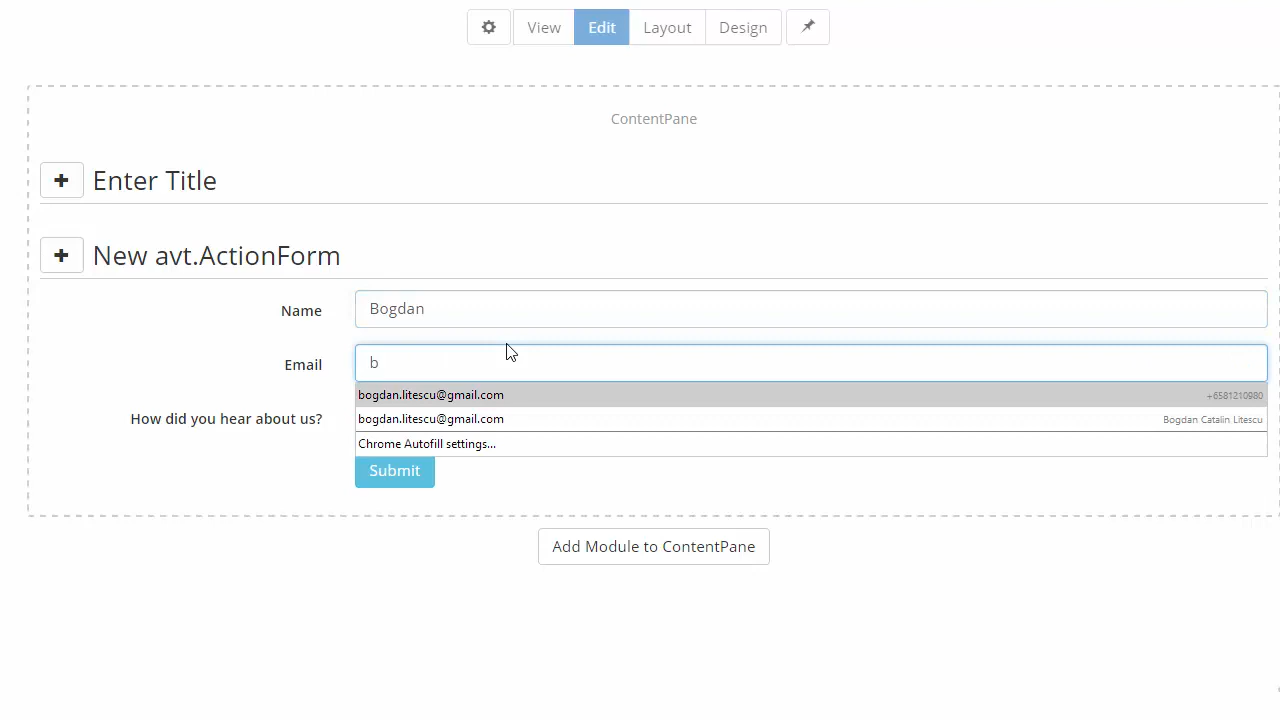 View Edit Layout Design
ContentPane
Enter Title
New avt.ActionForm
Name Bogdan
Email b
bogdan.litescu@gmail.com +6581210980
How did you hear about us? bogdan.litescu@gmail.com Bogdan Catalin Litescu
Chrome Autofill settings...
Submit
Add Module to ContentPane